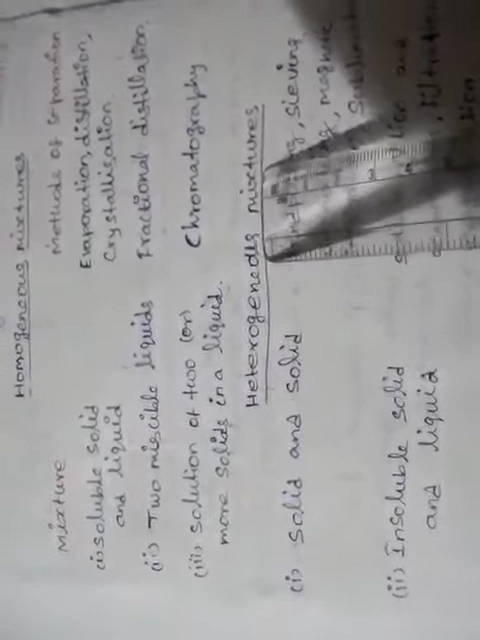 Homogeneous mixtures
Mixture Methods of separation
(i) soluble solid Evaporation, distillation,
and liquid Crystallisation
(ii) Two miscible liquids Fractional distillation
(iii) solution of two (or) Chromatography
more solids in a liquid.
Heterogeneous mixtures
(i) solid and solid sieving,
(ii) Insoluble solid
and liquid
3